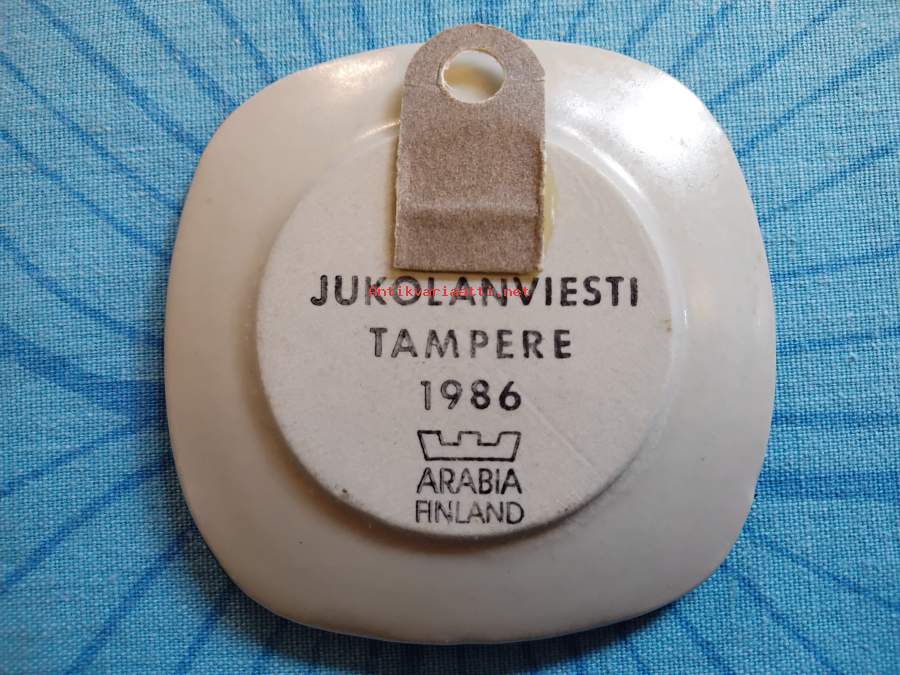 JUKOLANVIESTI
Antikvariaatti.net
TAMPERE
1986
ARABIA
FINLAND